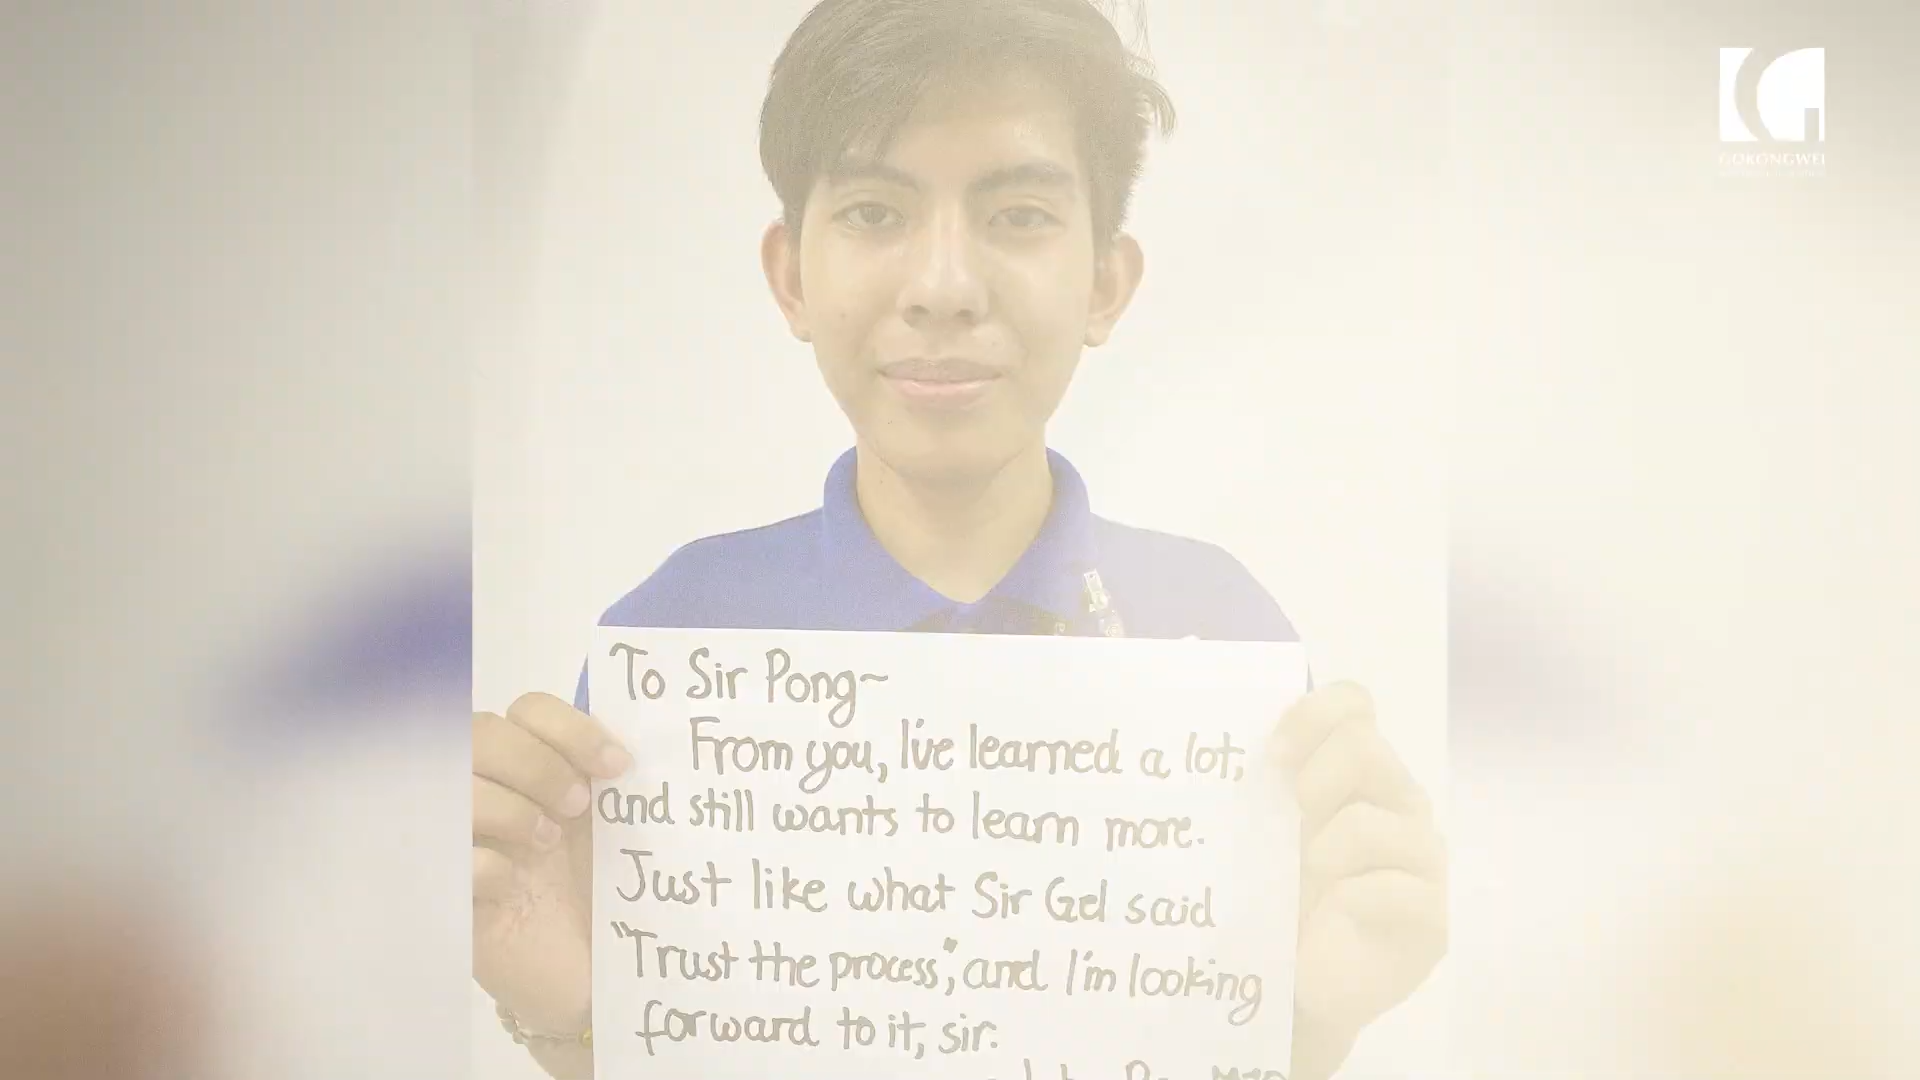 GOKONGWEI
To Sir Pong~
From you, I've learned a lot,
and still wants to learn more.
Just like what Sir Gel said
"Trust the process", and I'm looking
forward to it, sir.